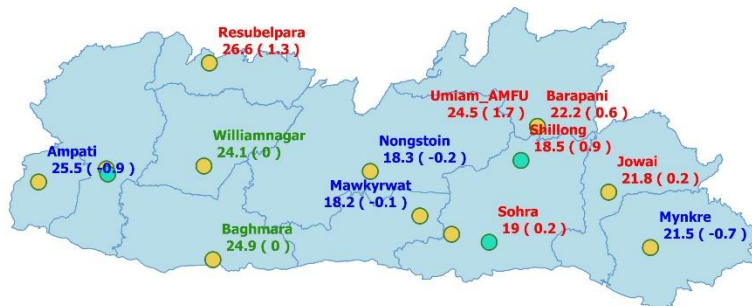 Resubelpara
26.6 ( 1.3 )
Umiam_AMFU
24.5 ( 1.7 )
Barapani
22.2 ( 0.6 )
Shillong
18.5 ( 0.9 )
Williamnagar
24.1 ( 0 )
Nongstoin
18.3 ( -0.2 )
Ampati
25.5 ( -0.9 )
Jowai
21.8 ( 0.2 )
Mawkyrwat
18.2 ( -0.1 )
Sohra
19 ( 0.2 )
Mynkre
21.5 ( -0.7 )
Baghmara
24.9 ( 0 )